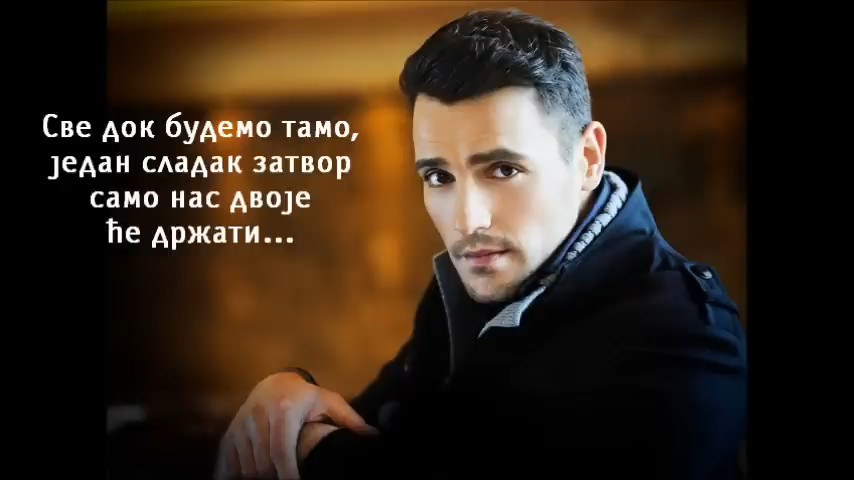 Све док будемо тамо,
један сладак затвор
само нас двоје
ће држати...